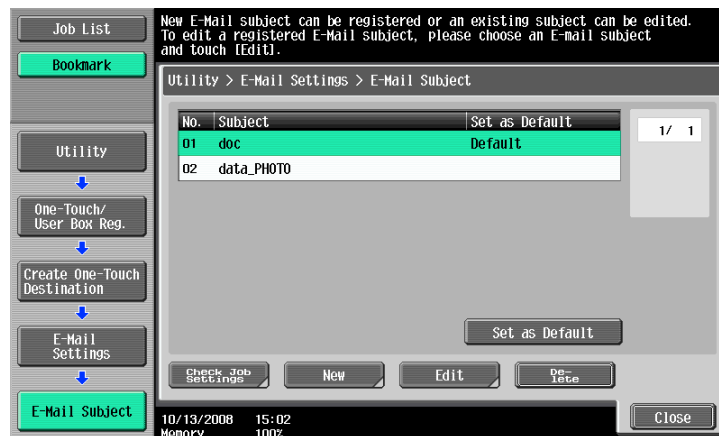 Job List
Bookmark
New E-Mail subject can be registered or an existing subject can be edited.
To edit a registered E-Mail subject, please choose an E-mail subject
and touch [Edit].
Utility > E-Mail Settings > E-Mail Subject
No. Subject Set as Default
01 doc Default
02 data_PHOTO
1/ 1
Utility
One-Touch/
User Box Reg.
Create One-Touch
Destination
E-Mail
Settings
E-Mail Subject
Set as Default
Check Job
Settings
New
Edit
De-
lete
10/13/2008 15:02
Memory 100%
Close